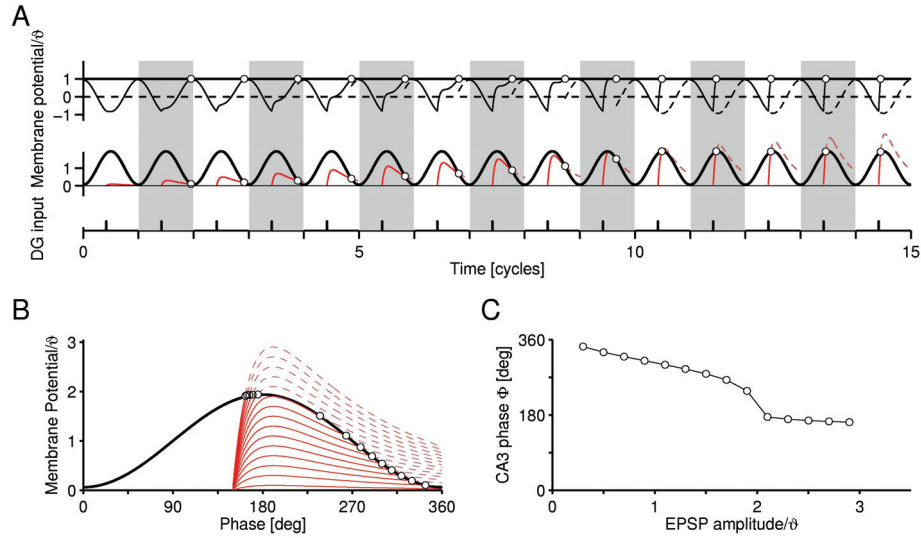 A
Membrane potential/ϑ
1
0
−1
DG input Membrane potential/ϑ
1
0
0 5 10 15
Time [cycles]
B
Membrane Potential/ϑ
3
2
1
0
0 90 180 270 360
Phase [deg]
C
CA3 phase Φ [deg]
360
180
0
0 1 2 3
EPSP amplitude/ϑ